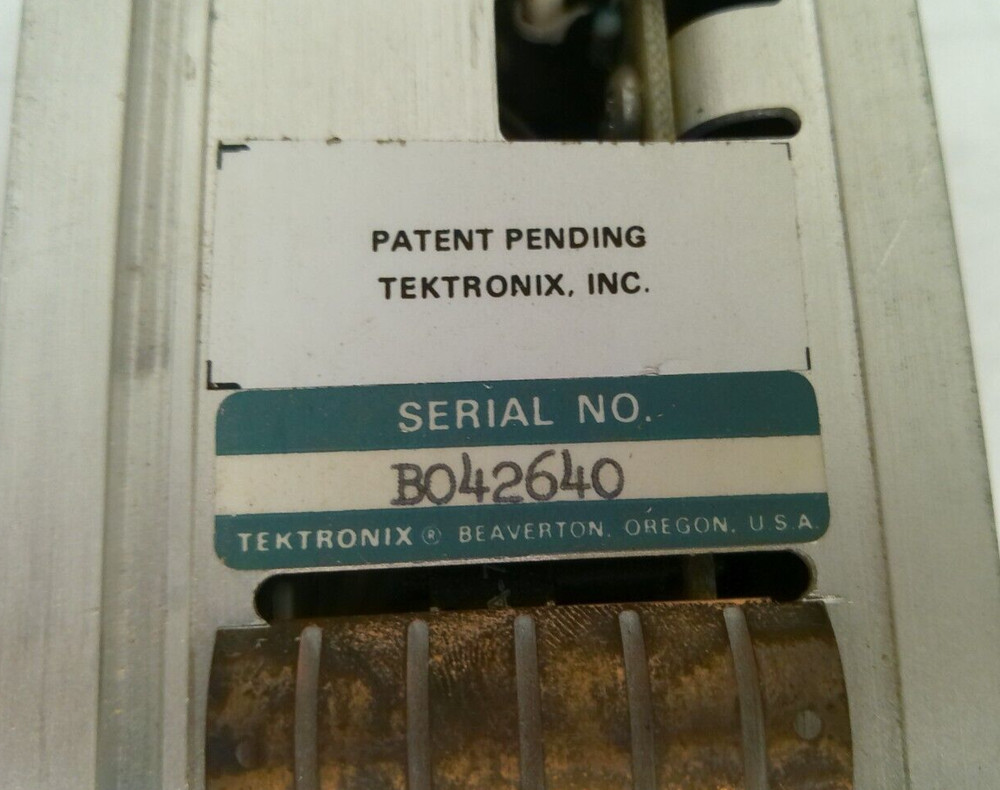 PATENT PENDING
TEKTRONIX, INC.
SERIAL NO.
B042640
TEKTRONIX ® BEAVERTON, OREGON, U.S.A.